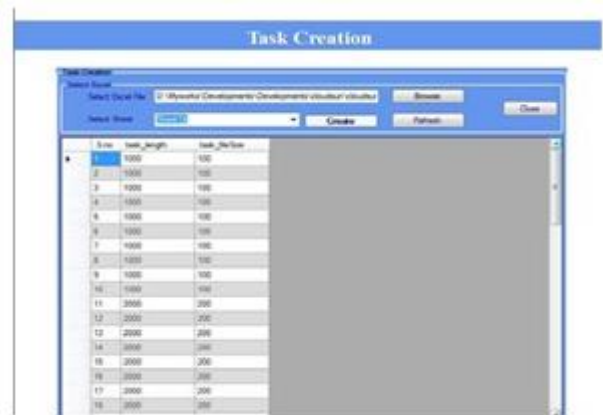 Task Creation
Task Creation
Select Excel
Select Excel File Browse
Close
Select Sheet Create Refresh
S.no task_length task_fileSize
1 1000 100
2 1000 100
3 1000 100
4 1000 100
5 1000 100
6 1000 100
7 1000 100
8 1000 100
9 1000 100
10 1000 100
11 2000 200
12 2000 200
13 2000 200
14 2000 200
15 2000 200
16 2000 200
17 2000 200
18 2000 200